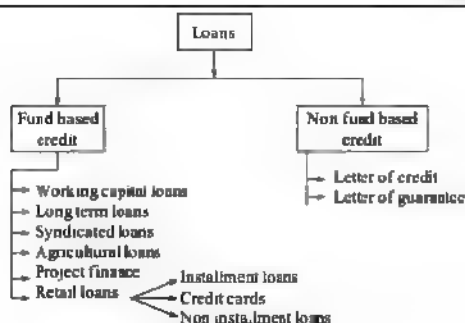 Loans
Fund based
credit
Non fund based
credit
Working capital loans
Long term loans
Syndicated loans
Agricultural loans
Project finance
Retail loans
Installment loans
Credit cards
Non instalment loans
Letter of credit
Letter of guarantee